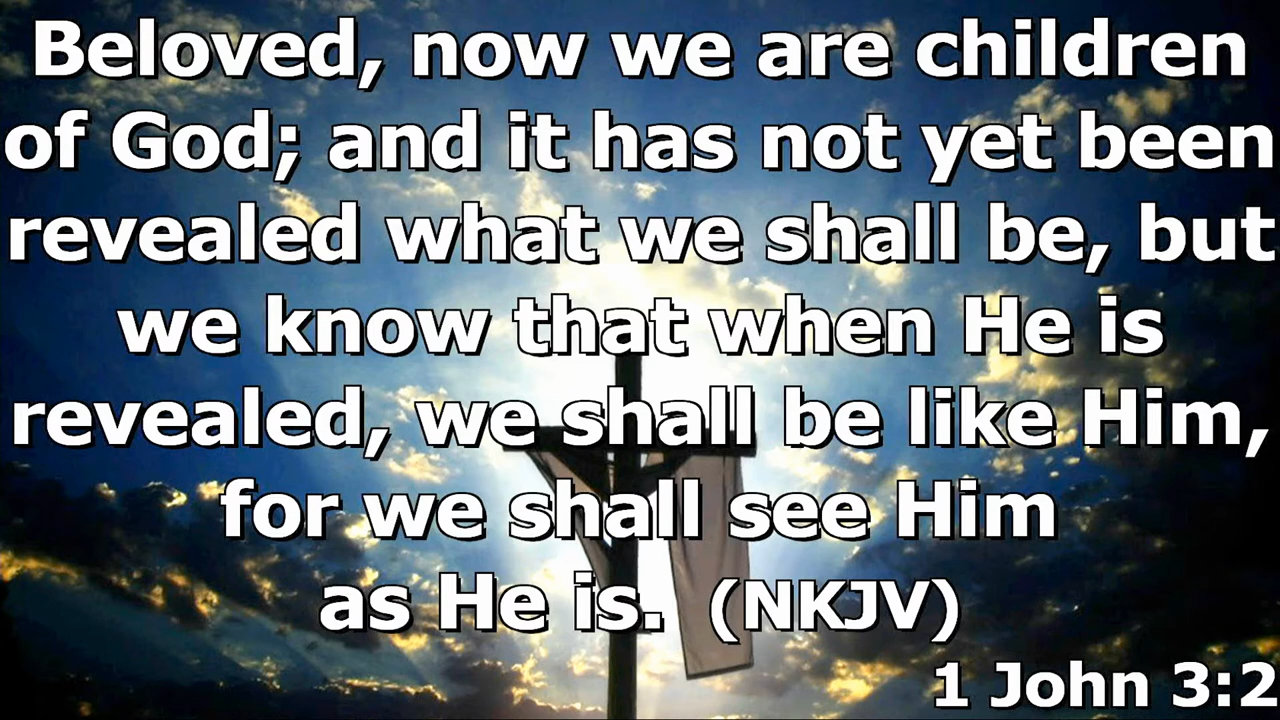 Beloved, now we are children
of God; and it has not yet been
revealed what we shall be, but
we know that when He is
revealed, we shall be like Him,
for we shall see Him
as He is. (NKJV)
1 John 3:2